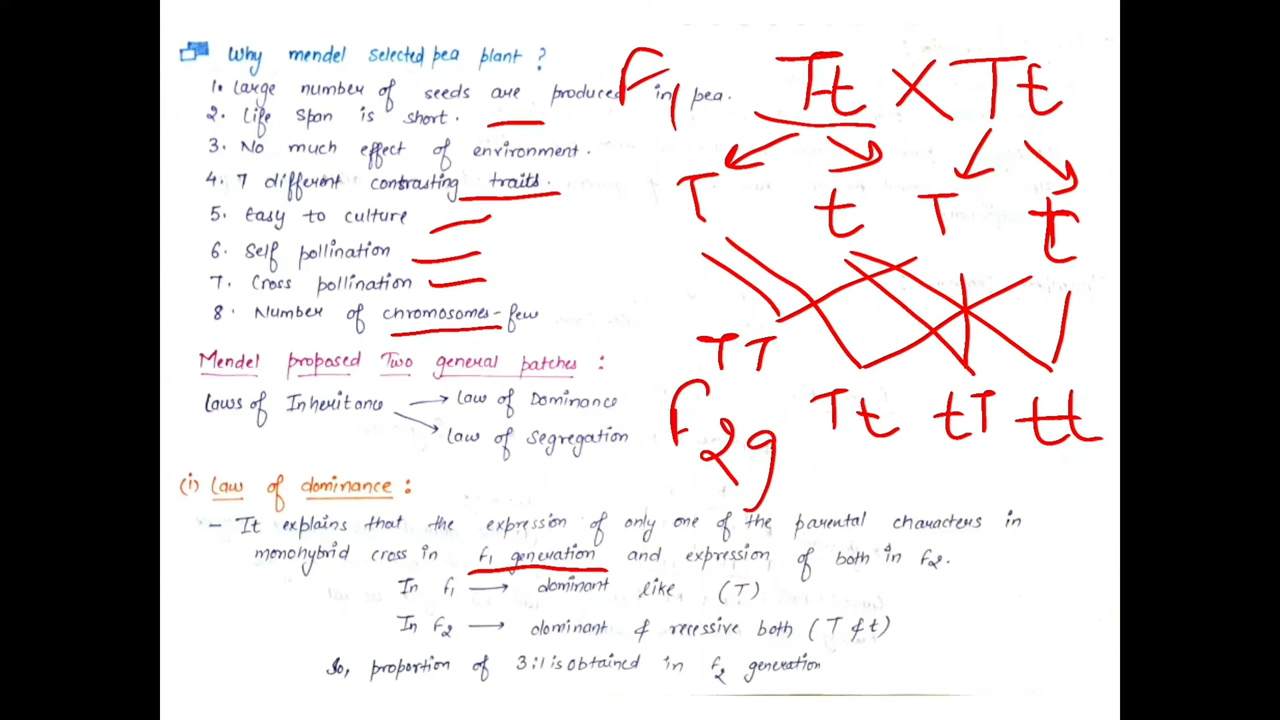 Why mendel selected pea plant ?
1. Large number of seeds are produced in pea.
2. Life span is short.
3. No much effect of environment.
4. 7 different contrasting traits.
5. Easy to culture
6. Self pollination
7. Cross pollination
8. Number of chromosomes - few
Mendel proposed Two general patches :
laws of Inheritance
law of Dominance
law of segregation
F1 Tt X Tt
T t T t
TT
Tt tT tt
F2 g
(i) law of dominance :
- It explains that the expression of only one of the parental characters in
monohybrid cross in f1 generation and expression of both in F2.
In f1 → dominant like (T)
In F2 → dominant & recessive both (T & t)
So, proportion of 3:1 is obtained in f2 generation